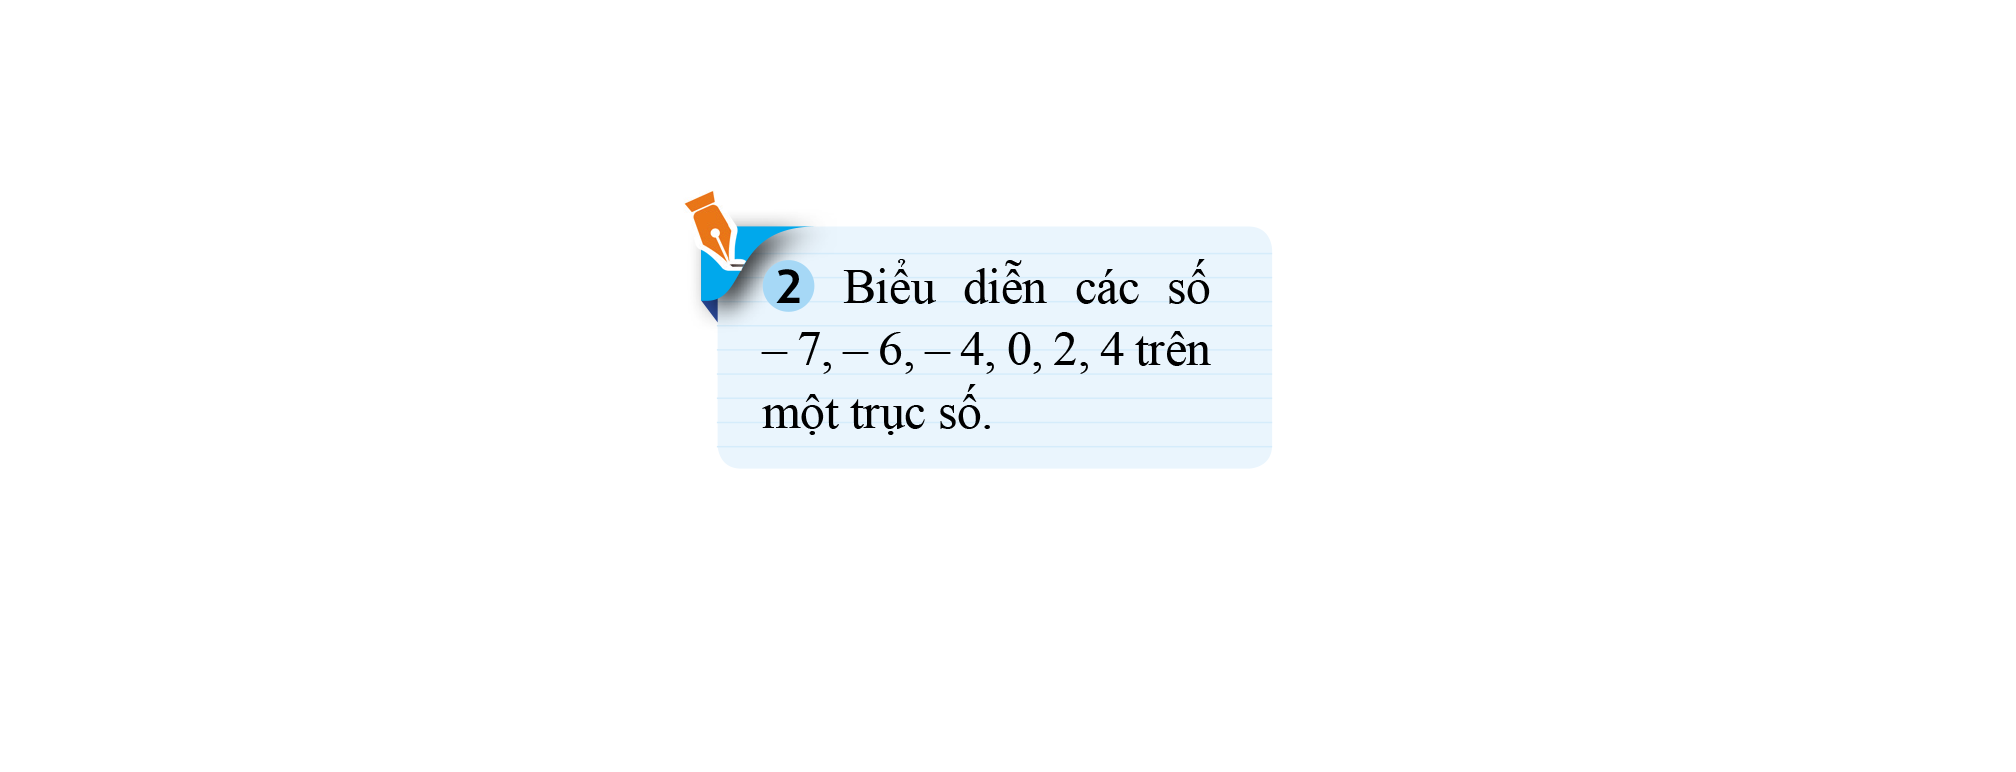 2 Biểu diễn các số
– 7, – 6, – 4, 0, 2, 4 trên
một trục số.